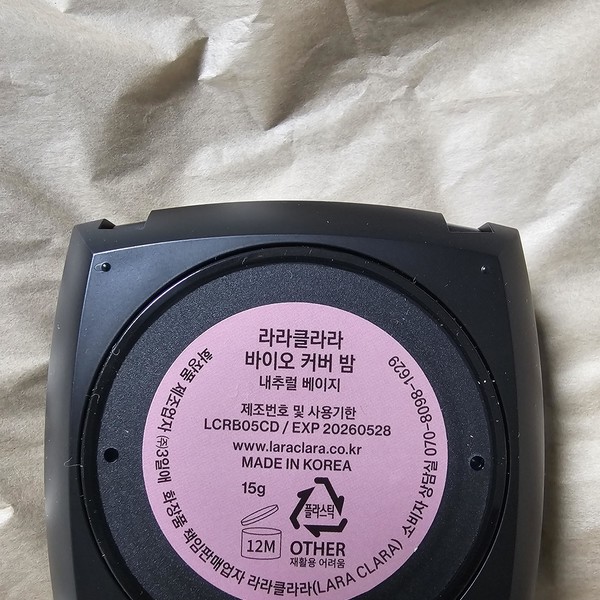 라라클라라
바이오 커버 밤
내추럴 베이지
제조번호 및 사용기한
LCRB05CD / EXP 20260528
www.laraclara.co.kr
MADE IN KOREA
15g
플라스틱
12M
OTHER
재활용 어려움
화장품 제조업자 ㈜3일에 화장품 책임판매업자 라라클라라(LARA CLARA) 소비자 상담실 070-8098-1629